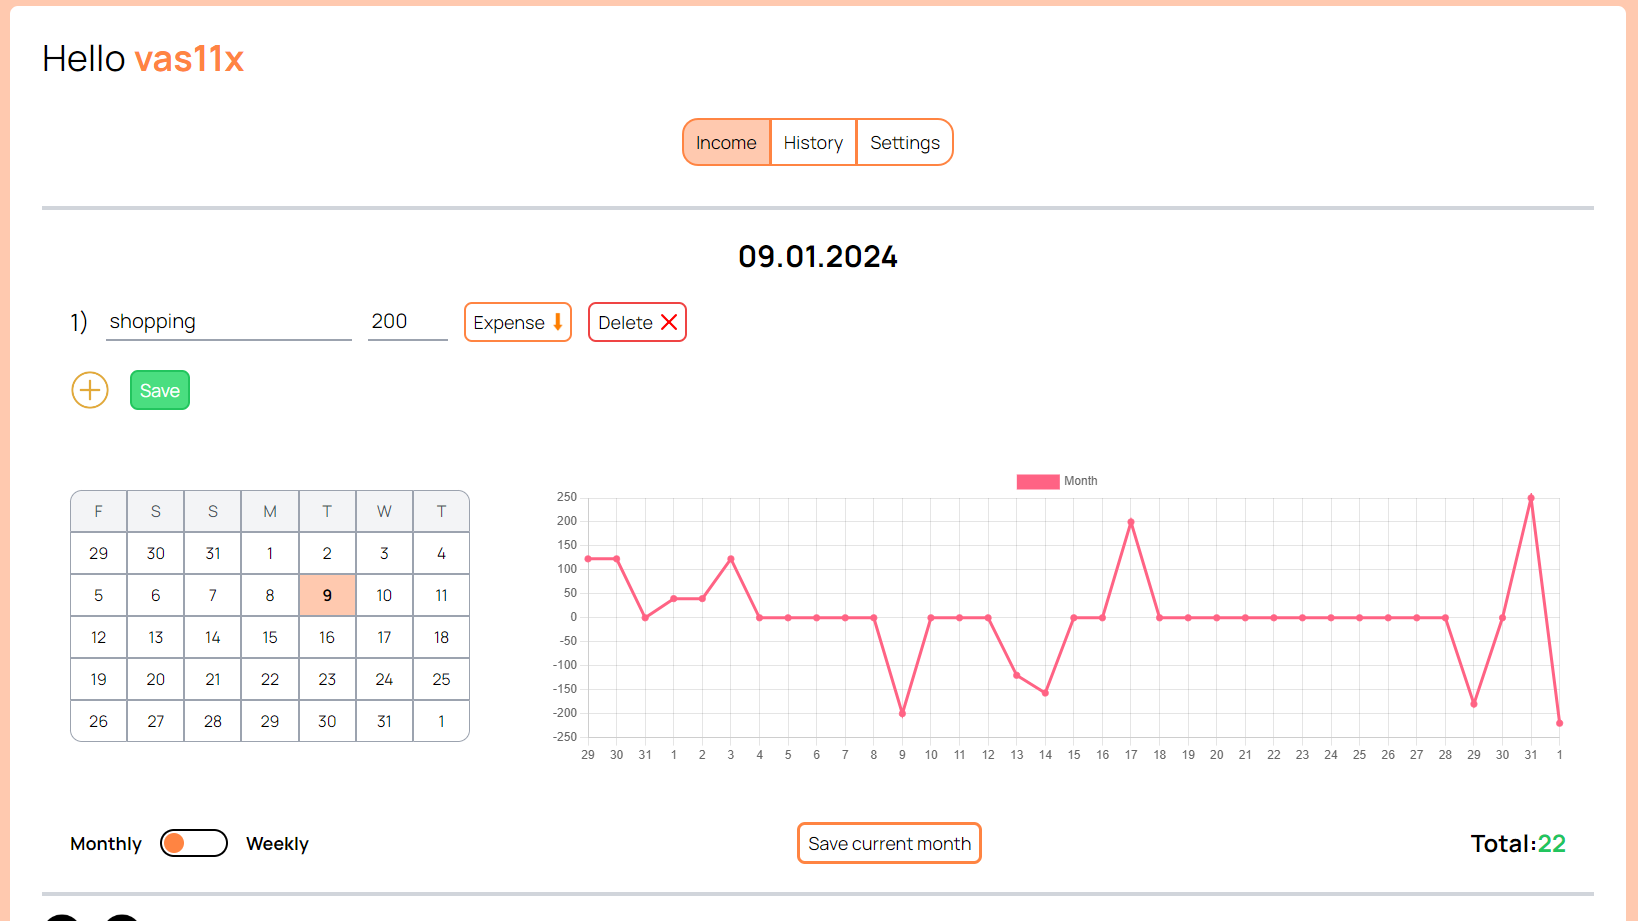 Hello vas11x
Income History Settings
09.01.2024
1) shopping 200 Expense Delete
Save
F S S M T W T
29 30 31 1 2 3 4
5 6 7 8 9 10 11
12 13 14 15 16 17 18
19 20 21 22 23 24 25
26 27 28 29 30 31 1
Month
250
200
150
100
50
0
-50
-100
-150
-200
-250
29 30 31 1 2 3 4 5 6 7 8 9 10 11 12 13 14 15 16 17 18 19 20 21 22 23 24 25 26 27 28 29 30 31 1
Monthly Weekly
Save current month
Total:22